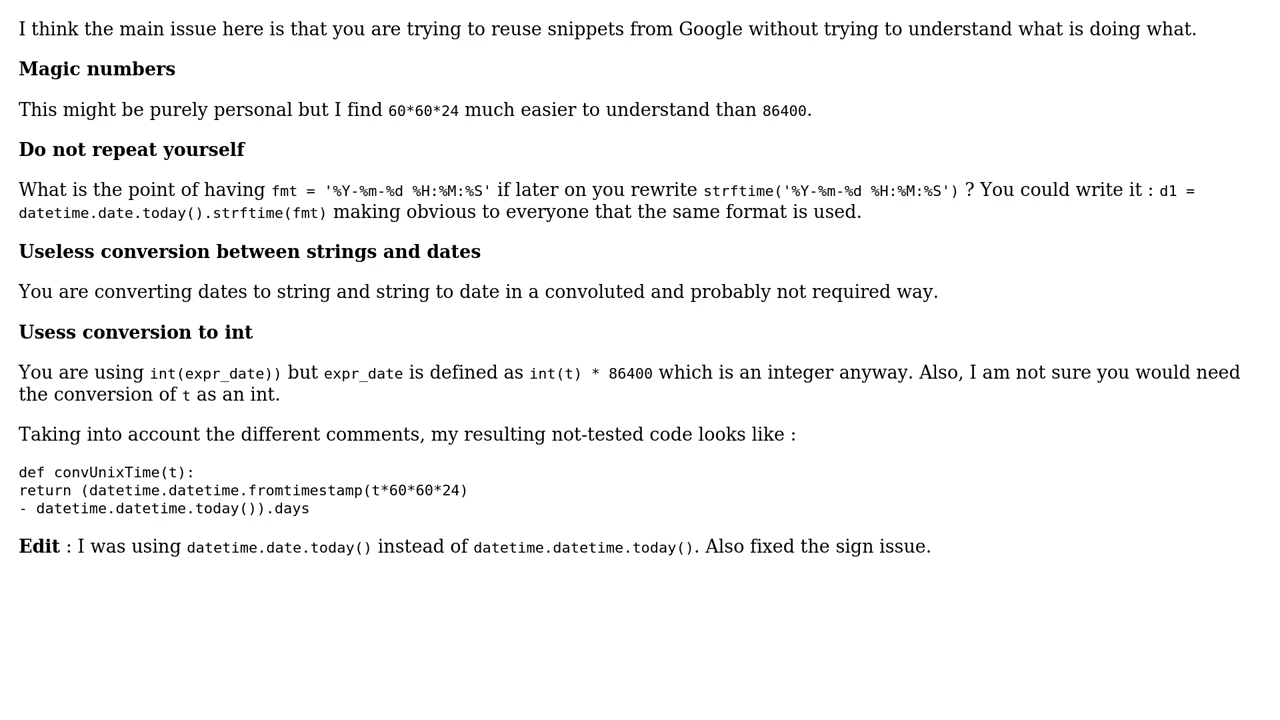 I think the main issue here is that you are trying to reuse snippets from Google without trying to understand what is doing what.
Magic numbers
This might be purely personal but I find 60*60*24 much easier to understand than 86400.
Do not repeat yourself
What is the point of having fmt = '%Y-%m-%d %H:%M:%S' if later on you rewrite strftime('%Y-%m-%d %H:%M:%S') ? You could write it : d1 =
datetime.date.today().strftime(fmt) making obvious to everyone that the same format is used.
Useless conversion between strings and dates
You are converting dates to string and string to date in a convoluted and probably not required way.
Usess conversion to int
You are using int(expr_date)) but expr_date is defined as int(t) * 86400 which is an integer anyway. Also, I am not sure you would need
the conversion of t as an int.
Taking into account the different comments, my resulting not-tested code looks like :
def convUnixTime(t):
return (datetime.datetime.fromtimestamp(t*60*60*24)
- datetime.datetime.today()).days
Edit : I was using datetime.date.today() instead of datetime.datetime.today(). Also fixed the sign issue.